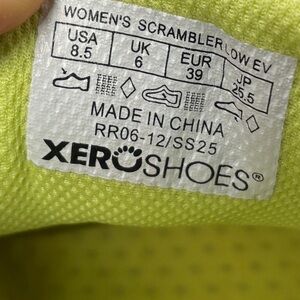 WOMEN'S SCRAMBLER LOW EV
USA UK EUR JP
8.5 6 39 25.5
MADE IN CHINA
RR06-12/SS25
XEROSHOES®